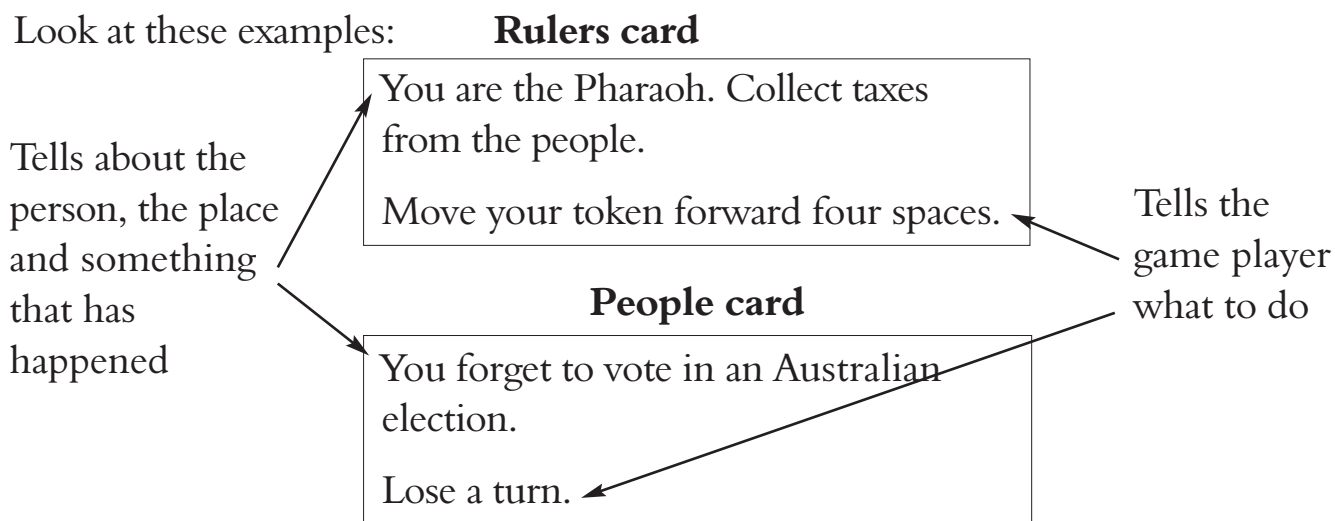 Look at these examples:
Rulers card
You are the Pharaoh. Collect taxes
from the people.
Move your token forward four spaces.
Tells about the
person, the place
and something
that has
happened
Tells the
game player
what to do
People card
You forget to vote in an Australian
election.
Lose a turn.